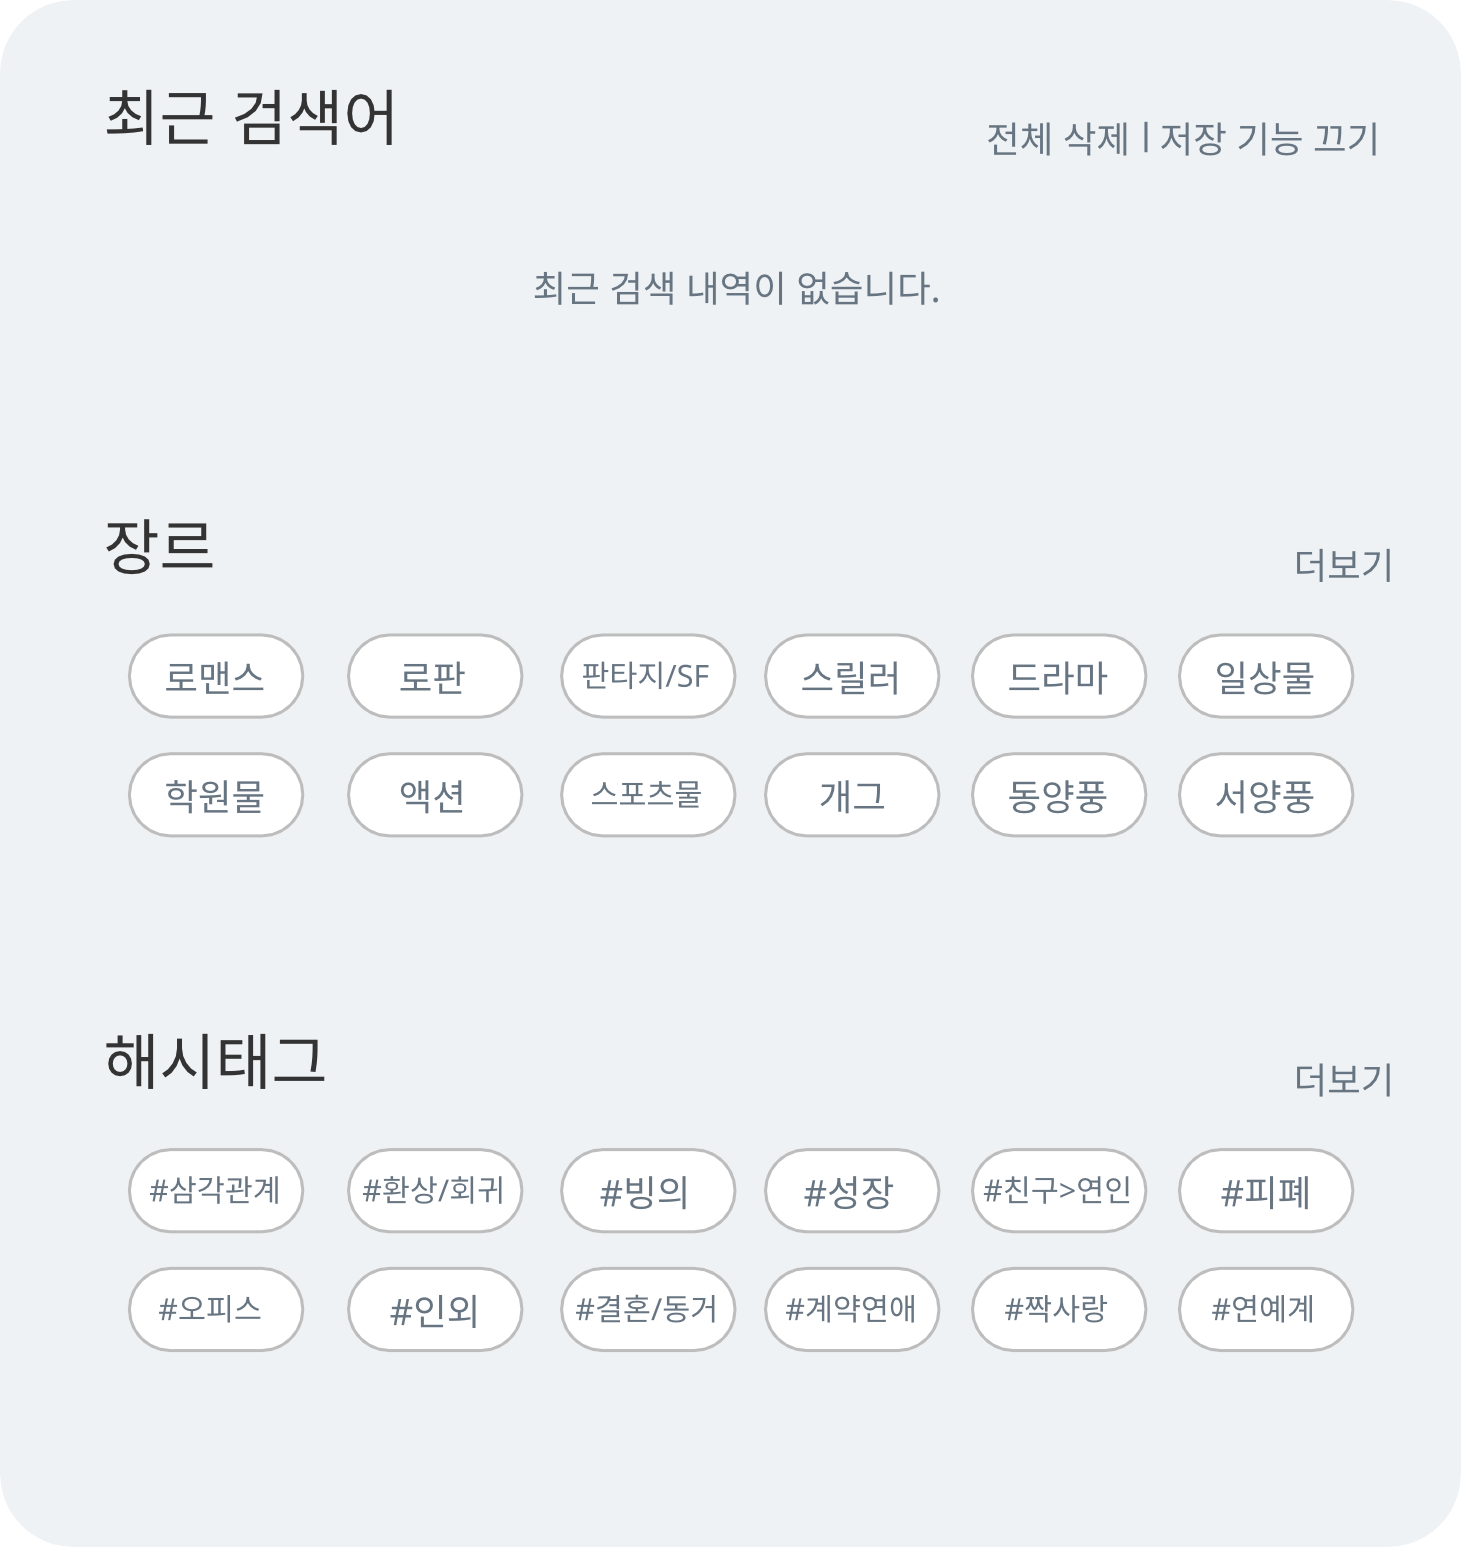 최근 검색어
전체 삭제 | 저장 기능 끄기
최근 검색 내역이 없습니다.
장르
더보기
로맨스 로판 판타지/SF 스릴러 드라마 일상물
학원물 액션 스포츠물 개그 동양풍 서양풍
해시태그
더보기
#삼각관계 #환상/회귀 #빙의 #성장 #친구>연인 #피폐
#오피스 #인외 #결혼/동거 #계약연애 #짝사랑 #연예계